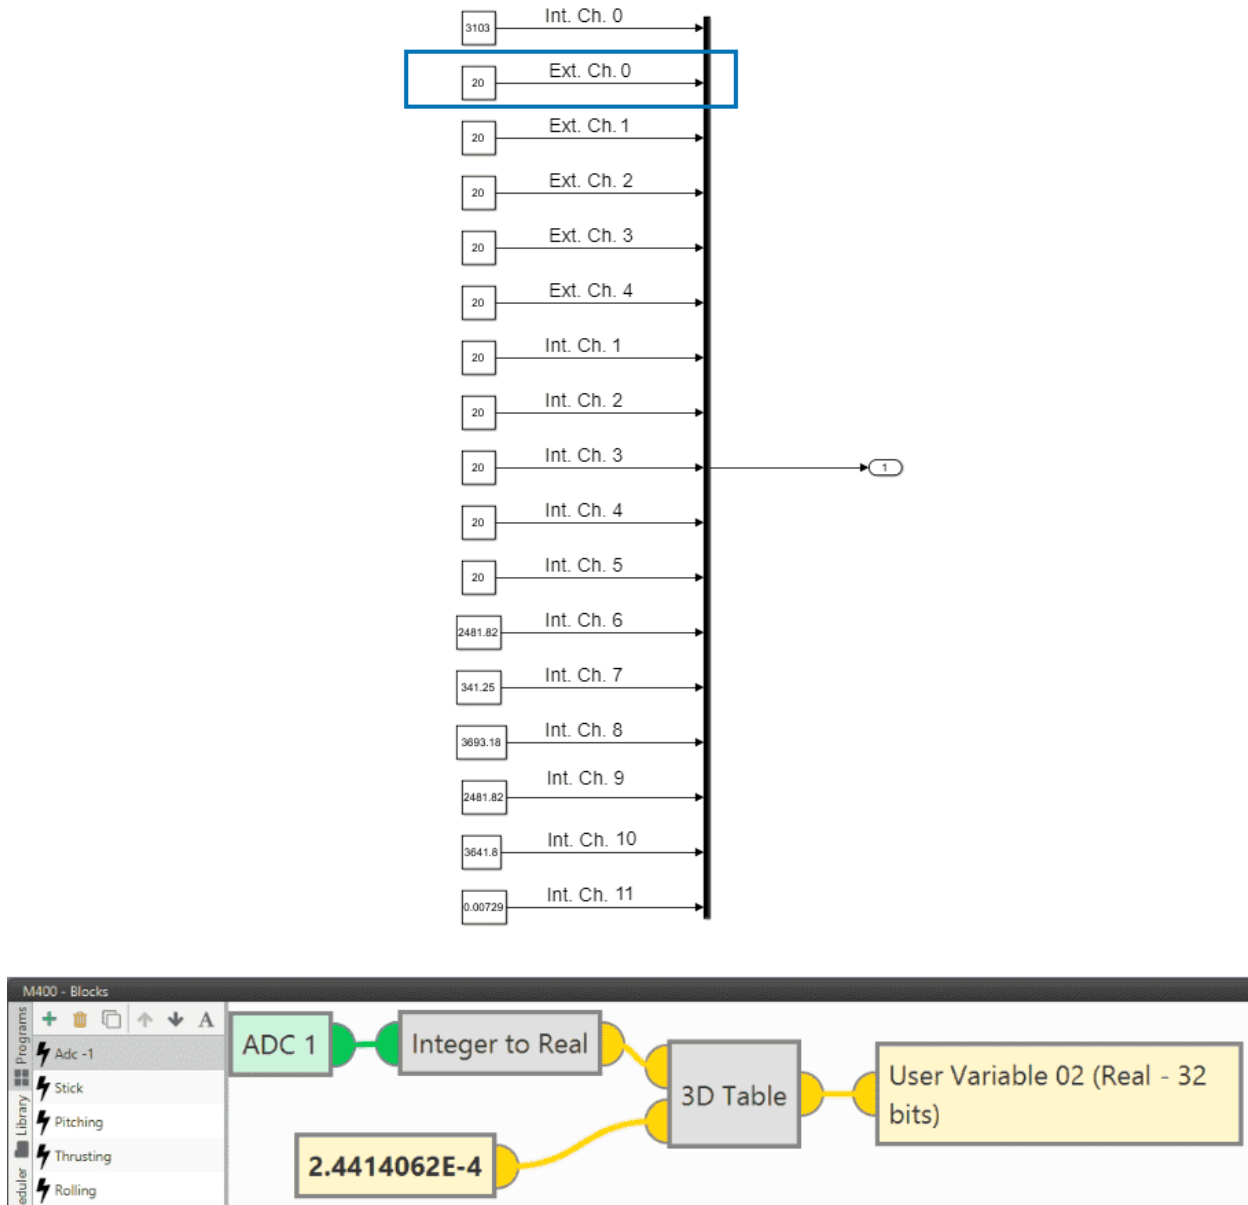 Int. Ch. 0
3103
Ext. Ch. 0
20
Ext. Ch. 1
20
Ext. Ch. 2
20
Ext. Ch. 3
20
Ext. Ch. 4
20
Int. Ch. 1
20
Int. Ch. 2
20
Int. Ch. 3
20
1
Int. Ch. 4
20
Int. Ch. 5
20
Int. Ch. 6
2481.82
Int. Ch. 7
341.25
Int. Ch. 8
3693.18
Int. Ch. 9
2481.82
Int. Ch. 10
3641.8
Int. Ch. 11
0.00729
M400 - Blocks
Programs
Library
eduler
A
Adc -1
Stick
Pitching
Thrusting
Rolling
ADC 1
Integer to Real
2.4414062E-4
3D Table
User Variable 02 (Real - 32
bits)